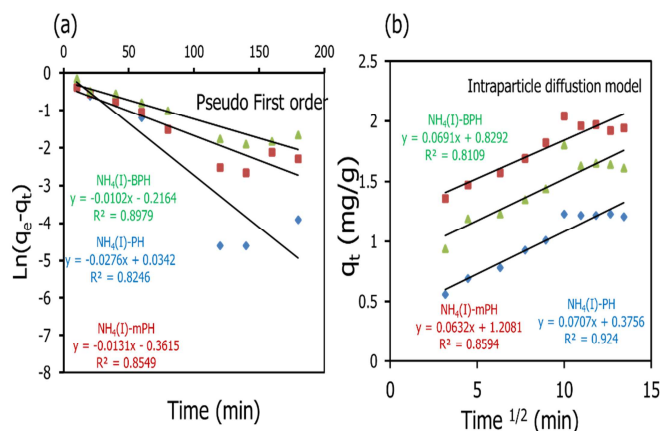 (a)
0 50 100 150 200
0
-1
-2
-3
-4
-5
-6
-7
-8
Ln(qe-qt)
Pseudo First order
NH4(I)-BPH
y = -0.0102x - 0.2164
R² = 0.8979
NH4(I)-PH
y = -0.0276x + 0.0342
R² = 0.8246
NH4(I)-mPH
y = -0.0131x - 0.3615
R² = 0.8549
Time (min)
(b)
2.5
2
1.5
1
0.5
0
qt (mg/g)
Intraparticle diffustion model
NH4(I)-BPH
y = 0.0691x + 0.8292
R² = 0.8109
NH4(I)-mPH
y = 0.0632x + 1.2081
R² = 0.8594
NH4(I)-PH
y = 0.0707x + 0.3756
R² = 0.924
0 5 10 15
Time 1/2 (min)